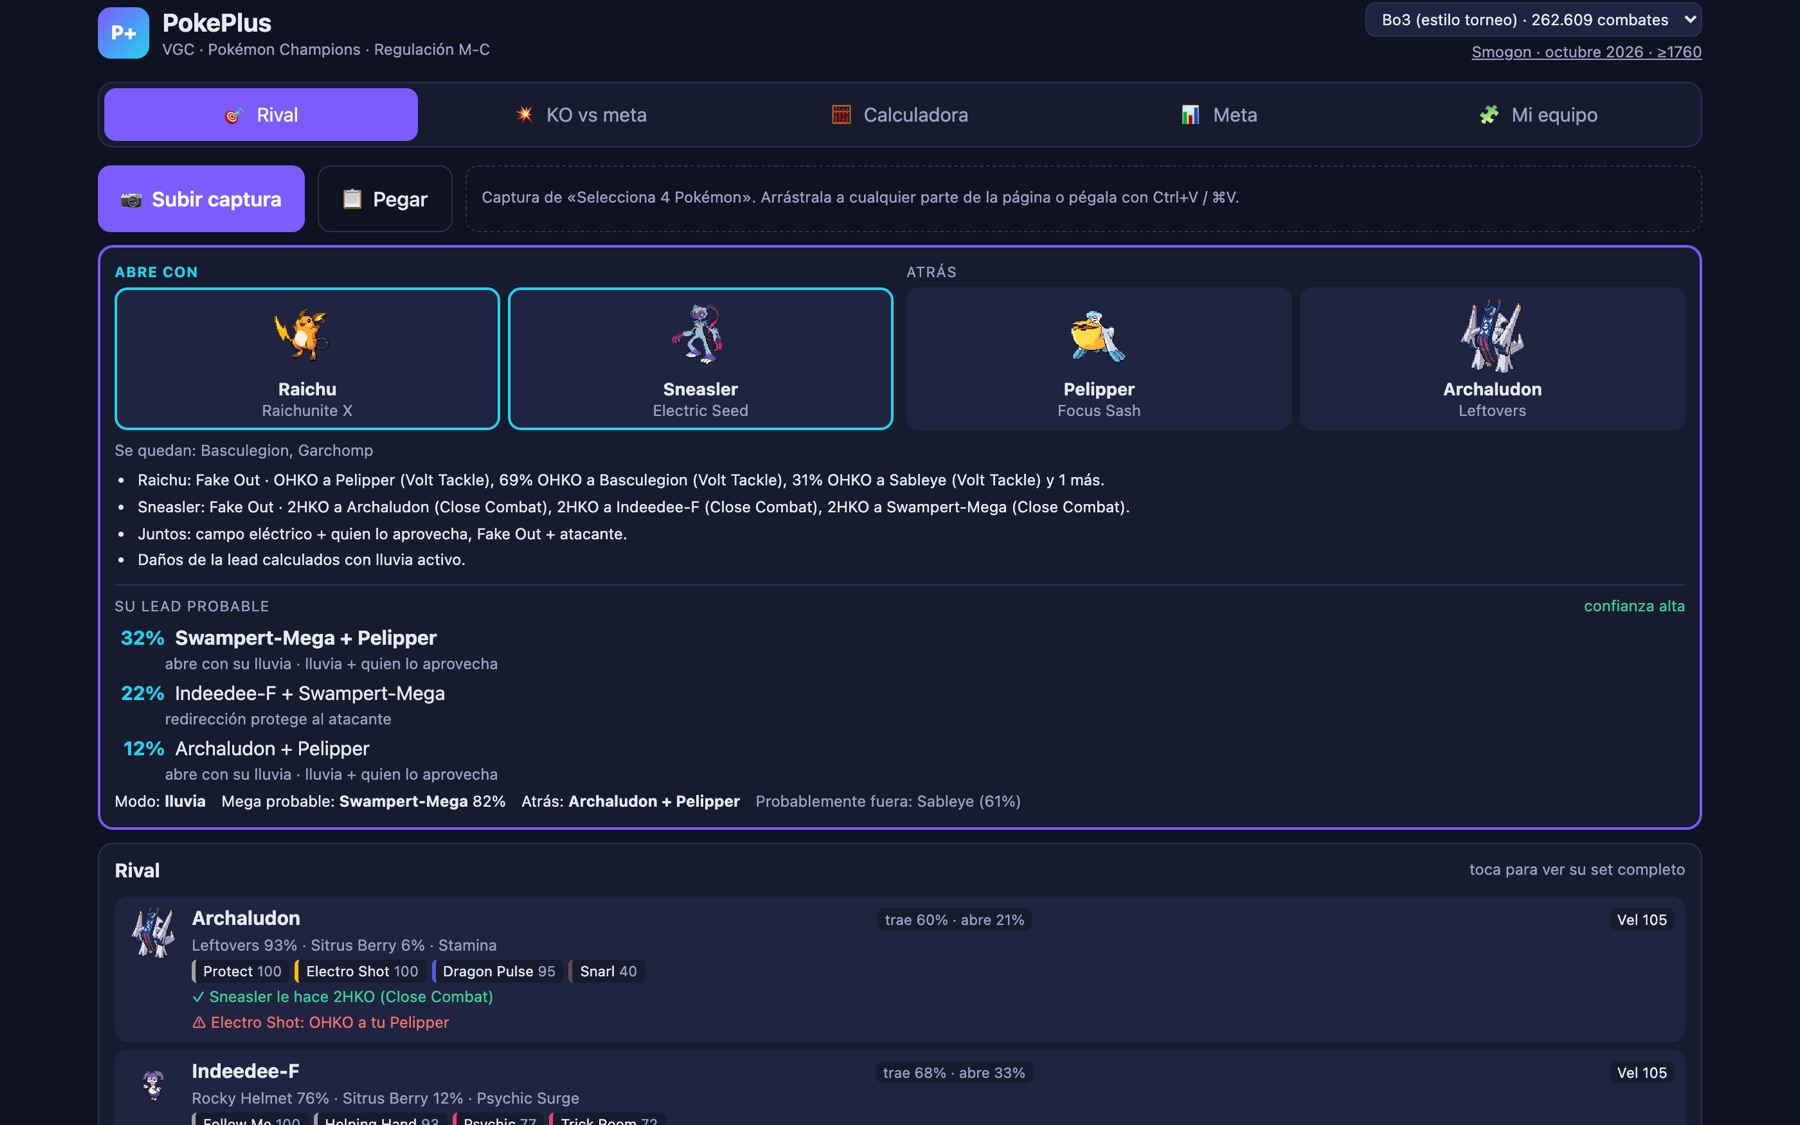 P+
PokePlus
VGC · Pokémon Champions · Regulación M-C
Bo3 (estilo torneo) · 262.609 combates
Smogon · octubre 2026 · ≥1760
Rival
KO vs meta
Calculadora
Meta
Mi equipo
Subir captura
Pegar
Captura de «Selecciona 4 Pokémon». Arrástrala a cualquier parte de la página o pégala con Ctrl+V / ⌘V.
ABRE CON
ATRÁS
Raichu
Raichunite X
Sneasler
Electric Seed
Pelipper
Focus Sash
Archaludon
Leftovers
Se quedan: Basculegion, Garchomp
• Raichu: Fake Out · OHKO a Pelipper (Volt Tackle), 69% OHKO a Basculegion (Volt Tackle), 31% OHKO a Sableye (Volt Tackle) y 1 más.
• Sneasler: Fake Out · 2HKO a Archaludon (Close Combat), 2HKO a Indeedee-F (Close Combat), 2HKO a Swampert-Mega (Close Combat).
• Juntos: campo eléctrico + quien lo aprovecha, Fake Out + atacante.
• Daños de la lead calculados con lluvia activo.
SU LEAD PROBABLE
confianza alta
32% Swampert-Mega + Pelipper
abre con su lluvia · lluvia + quien lo aprovecha
22% Indeedee-F + Swampert-Mega
redirección protege al atacante
12% Archaludon + Pelipper
abre con su lluvia · lluvia + quien lo aprovecha
Modo: lluvia Mega probable: Swampert-Mega 82% Atrás: Archaludon + Pelipper Probablemente fuera: Sableye (61%)
Rival
toca para ver su set completo
Archaludon
trae 60% · abre 21%
Vel 105
Leftovers 93% · Sitrus Berry 6% · Stamina
Protect 100 Electro Shot 100 Dragon Pulse 95 Snarl 40
✓ Sneasler le hace 2HKO (Close Combat)
⚠ Electro Shot: OHKO a tu Pelipper
Indeedee-F
trae 68% · abre 33%
Vel 105
Rocky Helmet 76% · Sitrus Berry 12% · Psychic Surge
Follow Me 100 Helping Hand 93 Psychic 77 Trick Room 72